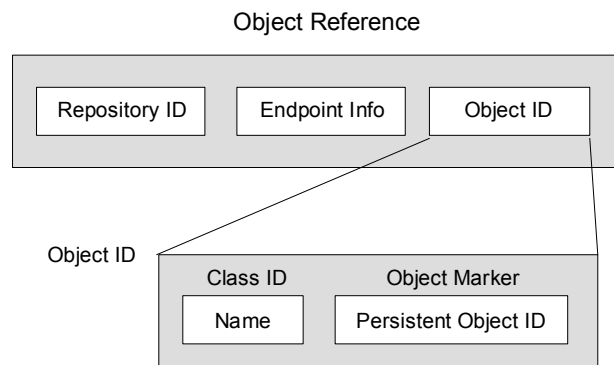 Object Reference
Repository ID
Endpoint Info
Object ID
Object ID
Class ID
Object Marker
Name
Persistent Object ID